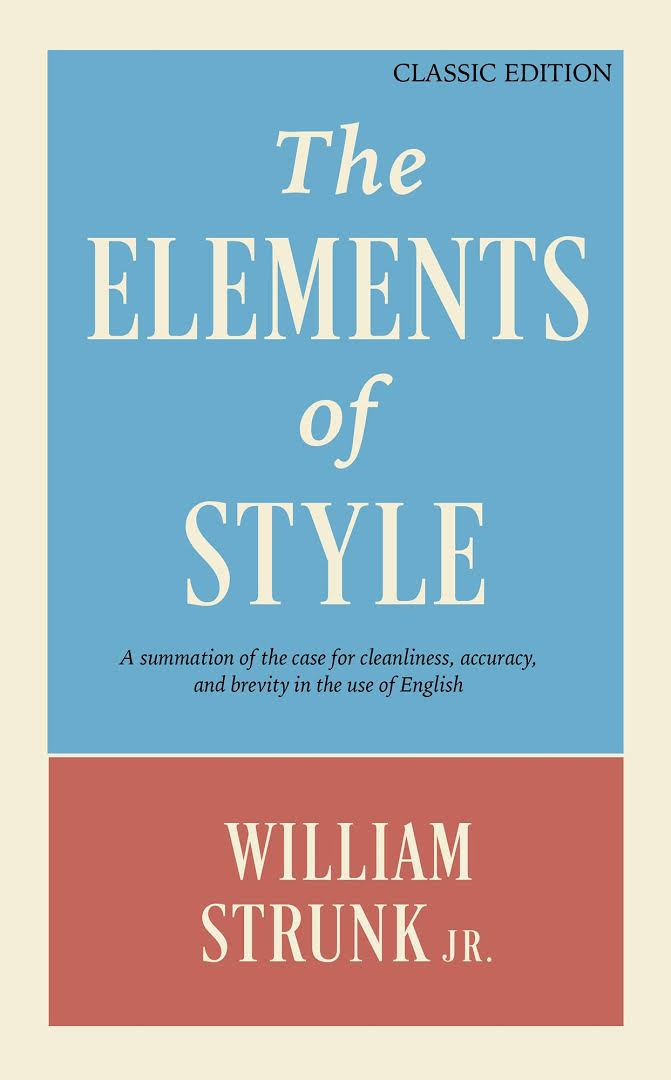 CLASSIC EDITION
The
ELEMENTS
of
STYLE
A summation of the case for cleanliness, accuracy,
and brevity in the use of English
WILLIAM
STRUNK JR.